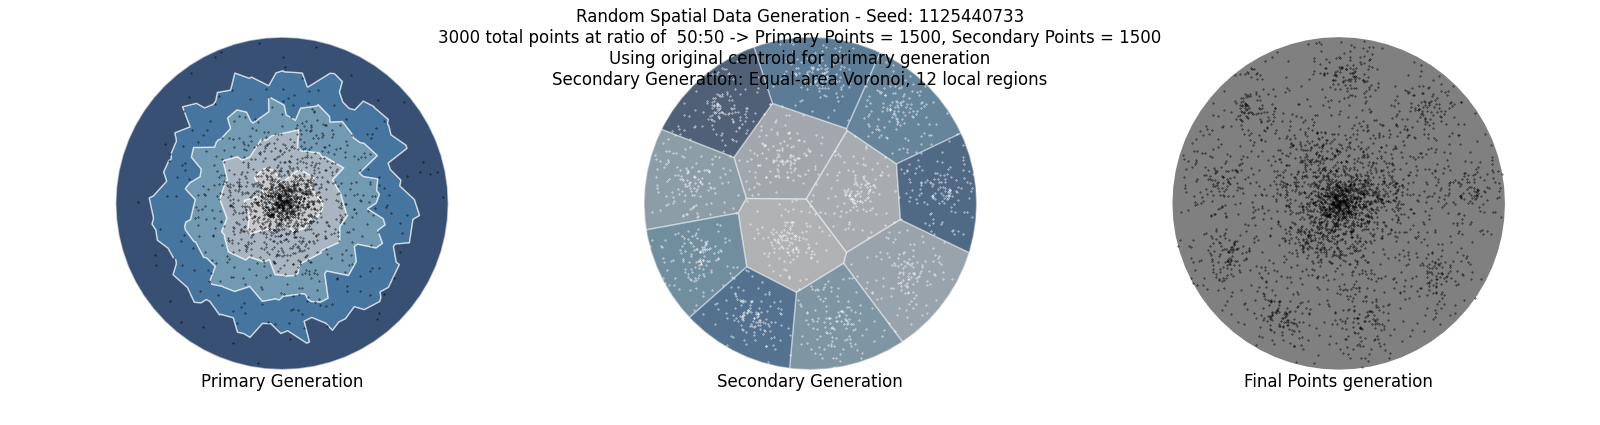 Random Spatial Data Generation - Seed: 1125440733
3000 total points at ratio of  50:50 -> Primary Points = 1500, Secondary Points = 1500
Using original centroid for primary generation
Secondary Generation: Equal-area Voronoi, 12 local regions
Primary Generation
Secondary Generation
Final Points generation